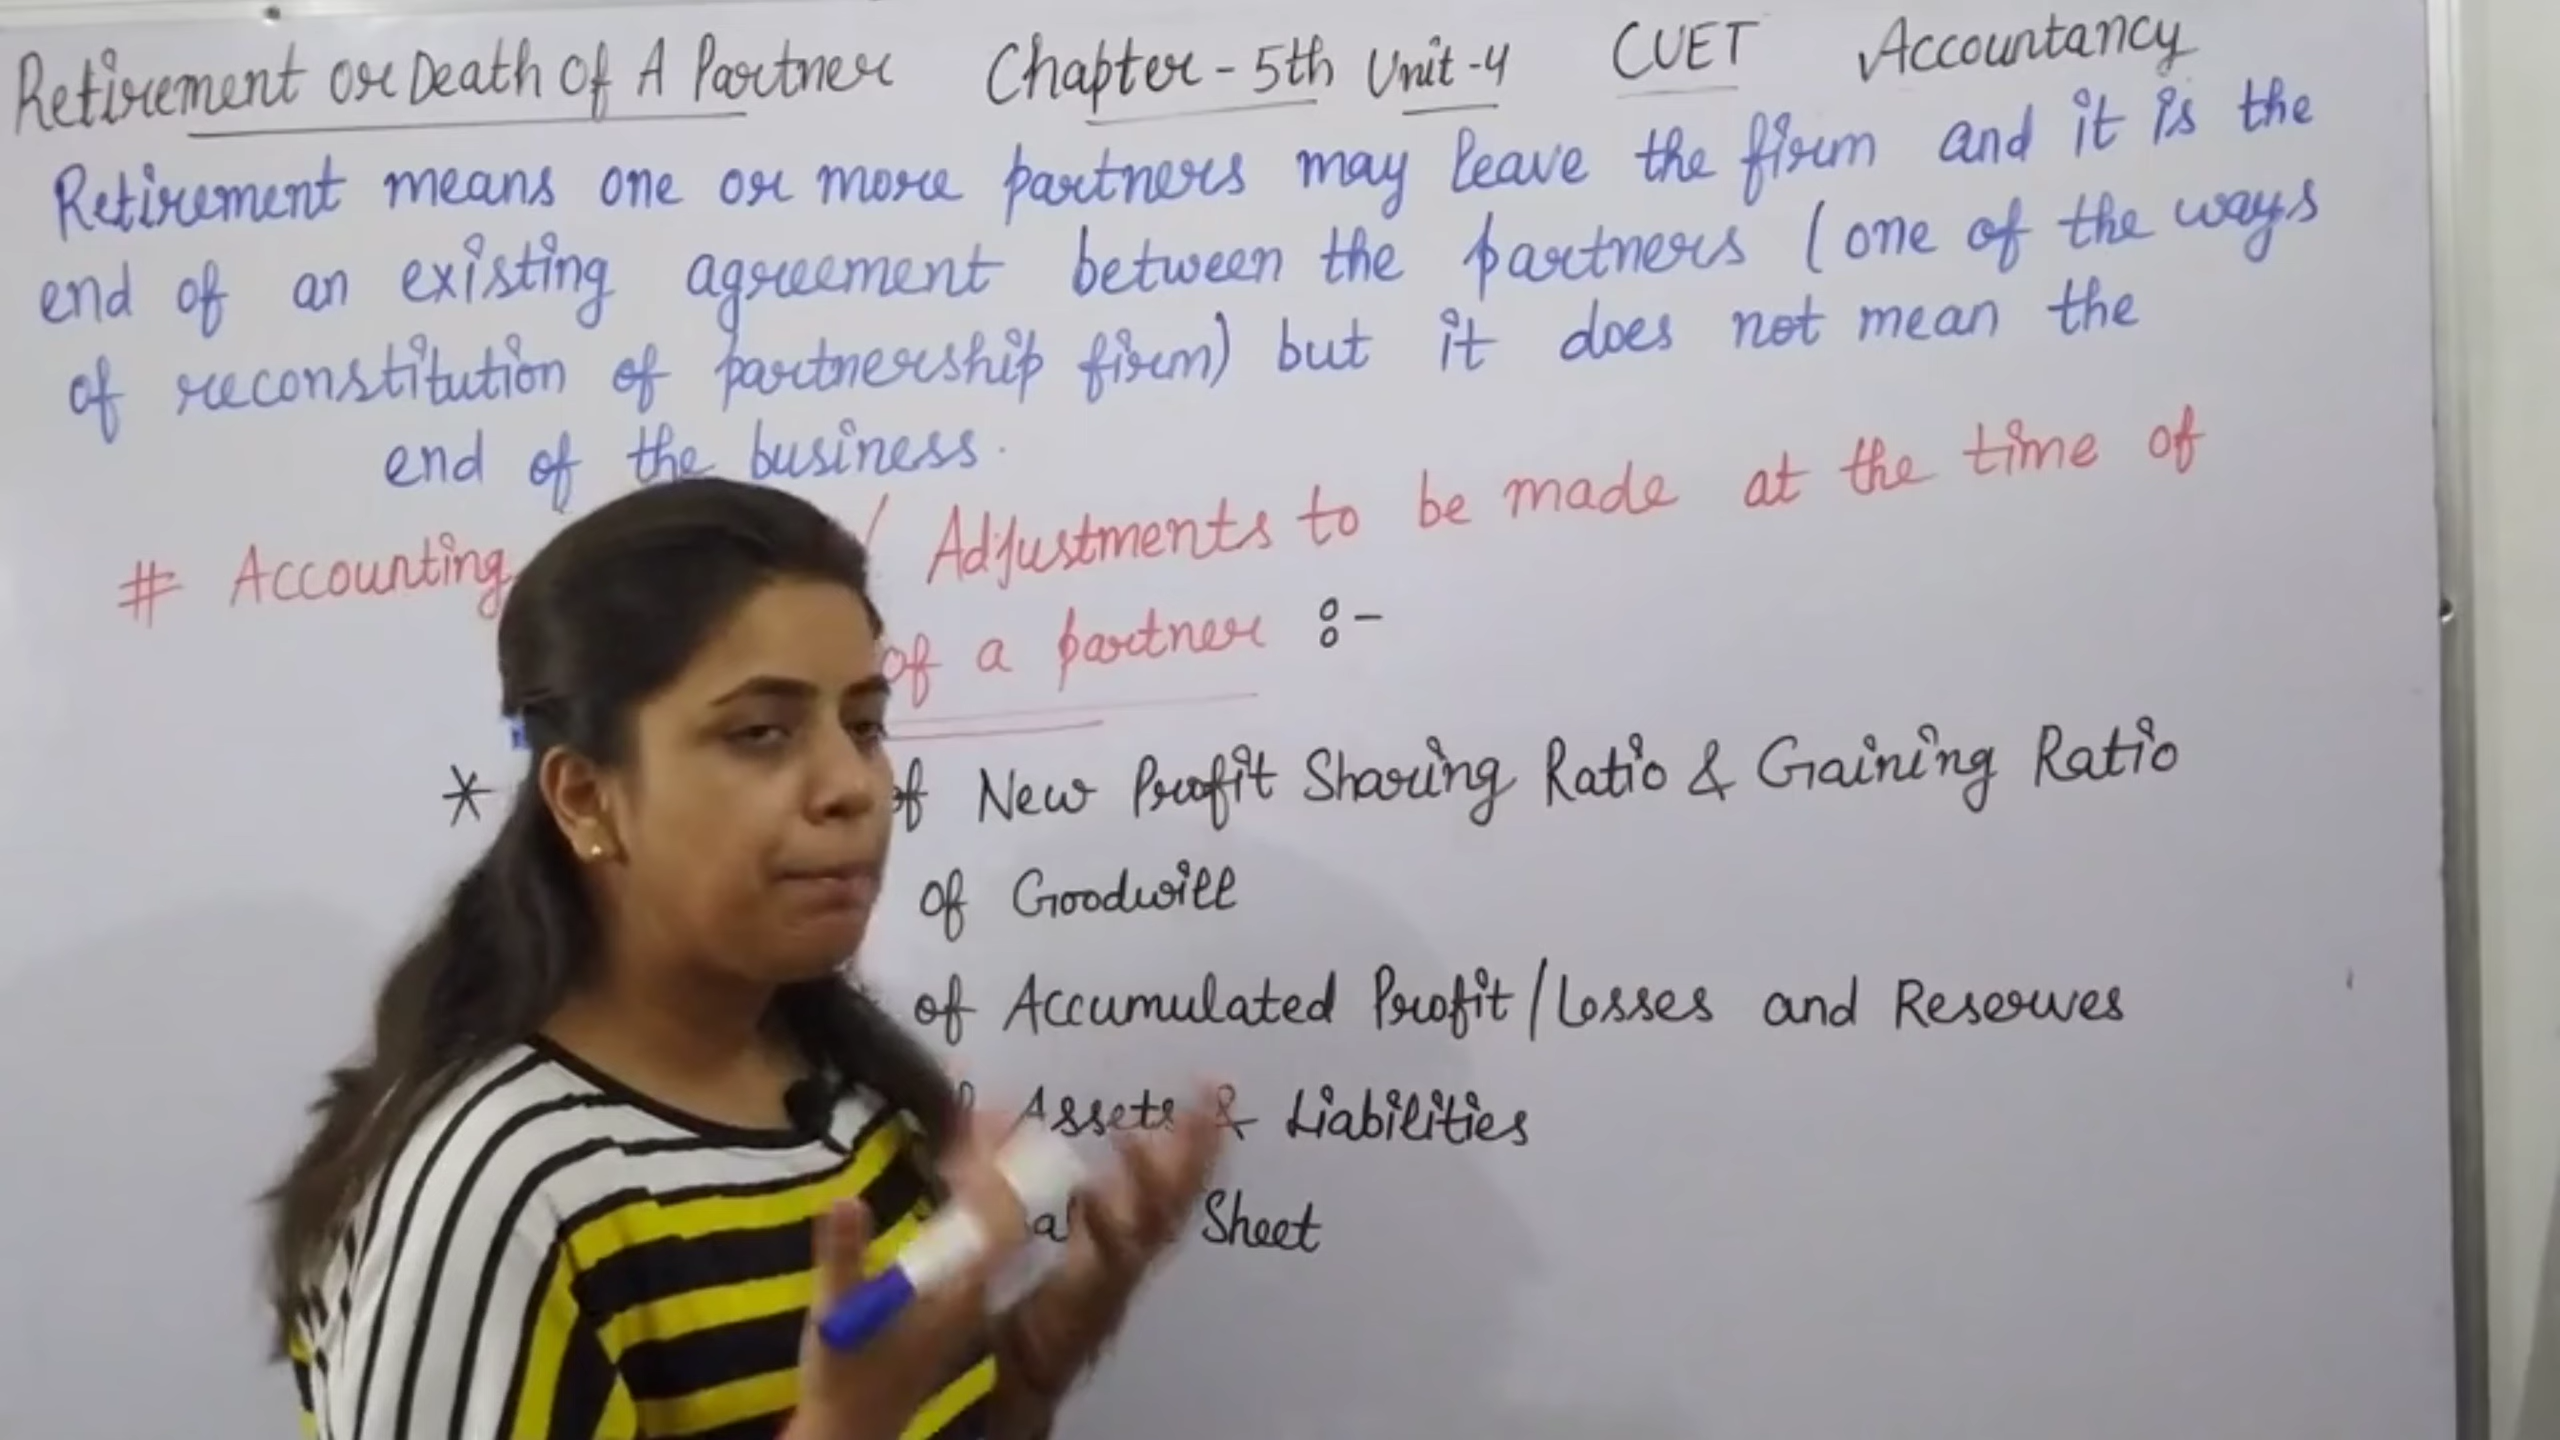 Retirement or Death Of A Partner Chapter - 5th Unit -4 CUET Accountancy
Retirement means one or more partners may leave the firm and it is the
end of an existing agreement between the partners (one of the ways
of reconstitution of partnership firm) but it does not mean the
end of the business.
# Accounting / Adjustments to be made at the time of
of a partner :-
* of New Profit Sharing Ratio & Gaining Ratio
of Goodwill
of Accumulated Profit/Losses and Reserves
Assets & Liabilities
Sheet